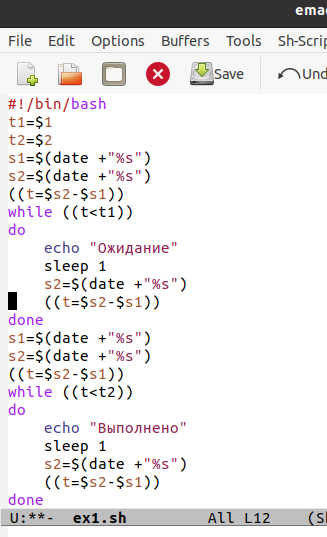 emac
File Edit Options Buffers Tools Sh-Scrip
Save Und
#!/bin/bash
t1=$1
t2=$2
s1=$(date +"%s")
s2=$(date +"%s")
((t=$s2-$s1))
while ((t<t1))
do
    echo "Ожидание"
    sleep 1
    s2=$(date +"%s")
    ((t=$s2-$s1))
done
s1=$(date +"%s")
s2=$(date +"%s")
((t=$s2-$s1))
while ((t<t2))
do
    echo "Выполнено"
    sleep 1
    s2=$(date +"%s")
    ((t=$s2-$s1))
done
U:**- ex1.sh All L12 (Sh